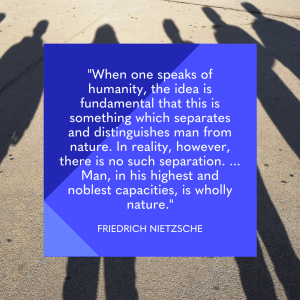 "When one speaks of
humanity, the idea is
fundamental that this is
something which separates
and distinguishes man from
nature. In reality, however,
there is no such separation. ...
Man, in his highest and
noblest capacities, is wholly
nature."
FRIEDRICH NIETZSCHE